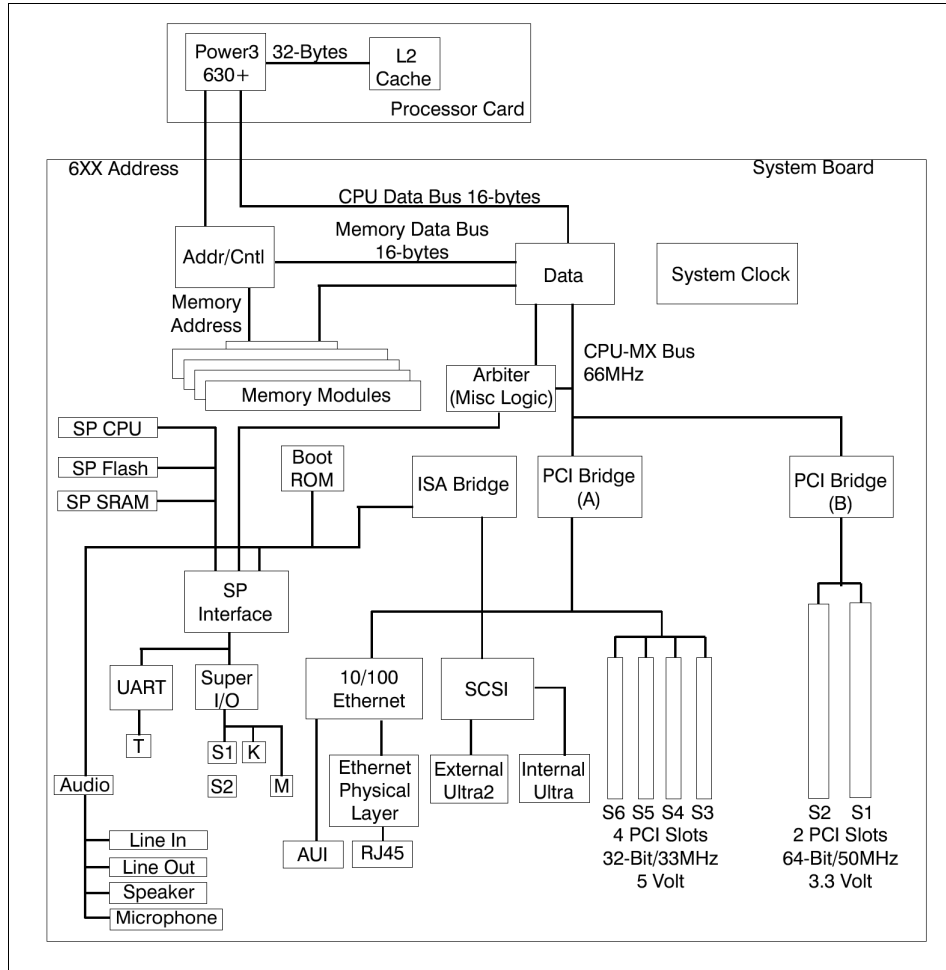 Power3
630+
32-Bytes
L2
Cache
Processor Card
6XX Address
System Board
CPU Data Bus 16-bytes
Addr/Cntl
Memory Data Bus
16-bytes
Data
System Clock
Memory
Address
CPU-MX Bus
66MHz
Memory Modules
Arbiter
(Misc Logic)
SP CPU
SP Flash
SP SRAM
Boot
ROM
ISA Bridge
PCI Bridge
(A)
PCI Bridge
(B)
SP
Interface
UART
Super
I/O
10/100
Ethernet
SCSI
T
S1
K
S2
M
Audio
Ethernet
Physical
Layer
External
Ultra2
Internal
Ultra
AUI
RJ45
S6
S5
S4
S3
4 PCI Slots
32-Bit/33MHz
5 Volt
S2
S1
2 PCI Slots
64-Bit/50MHz
3.3 Volt
Line In
Line Out
Speaker
Microphone